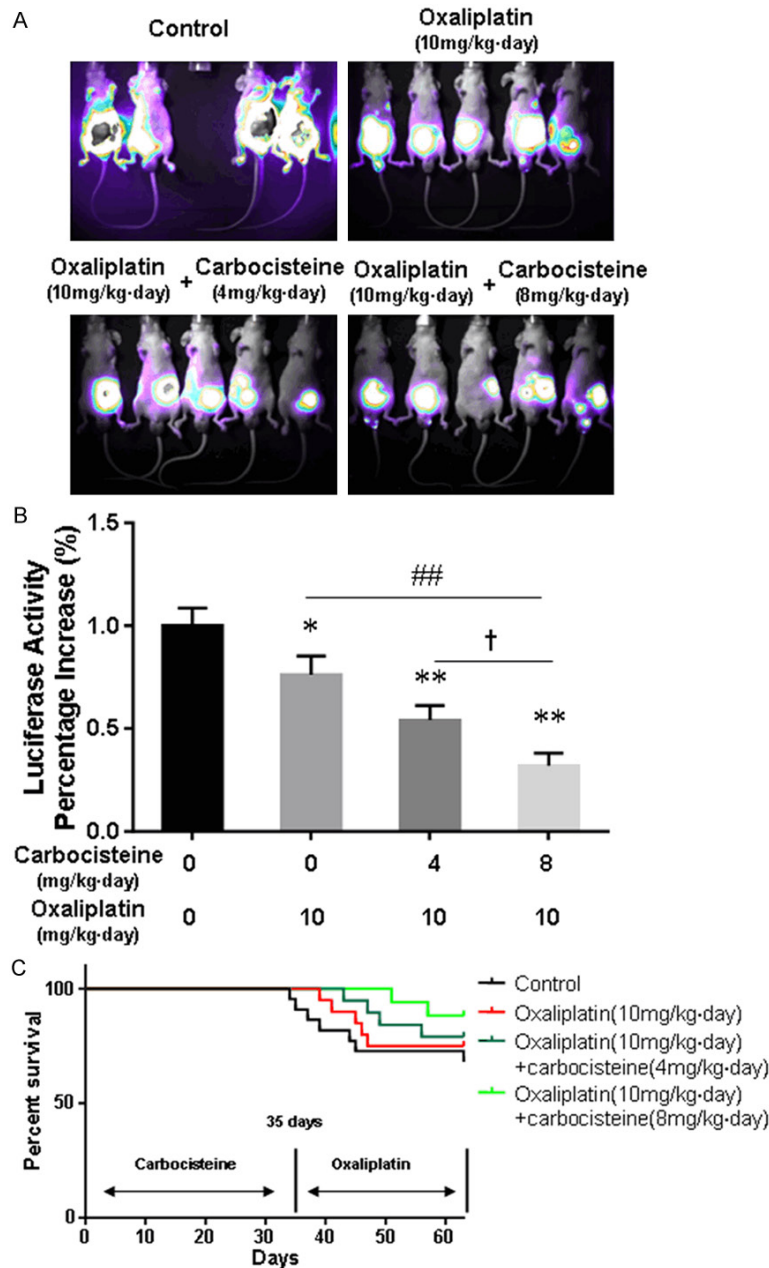 A
Control
Oxaliplatin
(10mg/kg·day)
Oxaliplatin + Carbocisteine
(10mg/kg·day) (4mg/kg·day)
Oxaliplatin + Carbocisteine
(10mg/kg·day) (8mg/kg·day)
B
Luciferase Activity
Percentage Increase (%)
1.5
1.0
0.5
0.0
*
**
**
##
†
Carbocisteine 0 0 4 8
(mg/kg·day)
Oxaliplatin 0 10 10 10
(mg/kg·day)
C
Percent survival
100
50
0
35 days
Carbocisteine
Oxaliplatin
0 10 20 30 40 50 60
Days
Control
Oxaliplatin(10mg/kg·day)
Oxaliplatin(10mg/kg·day)
+carbocisteine(4mg/kg·day)
Oxaliplatin(10mg/kg·day)
+carbocisteine(8mg/kg·day)